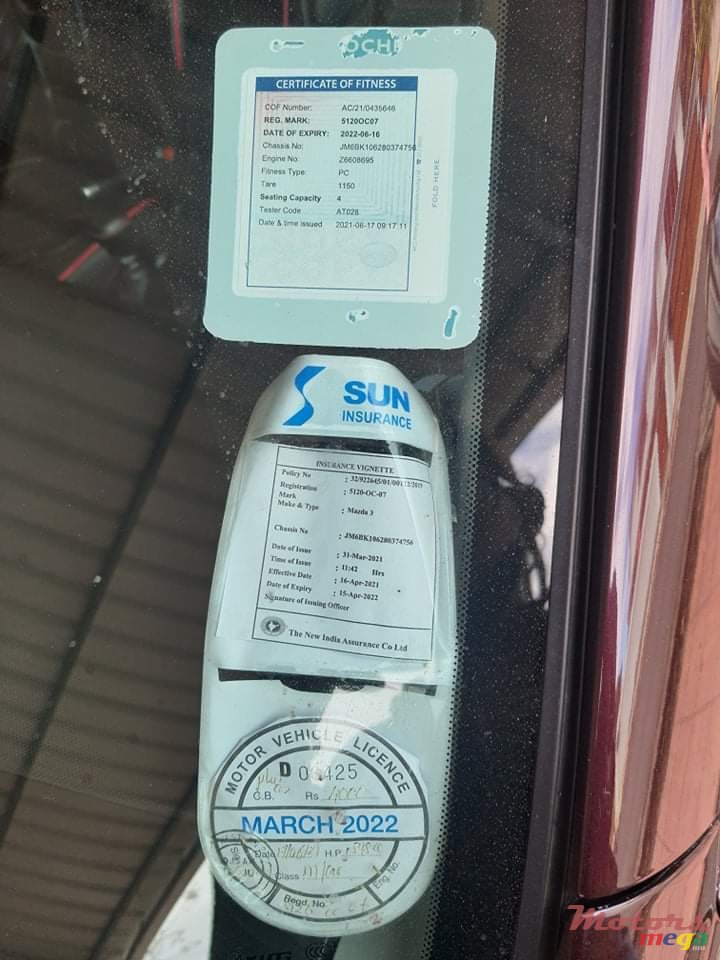 CERTIFICATE OF FITNESS
COF Number: AC/21/0435646
REG. MARK: 5120OC07
DATE OF EXPIRY: 2022-06-16
Chassis No: JM6BK106280374756
Engine No: Z6608695
Fitness Type: PC
Tare 1150
Seating Capacity 4
Tester Code AT028
Date & time issued 2021-06-17 09:17:11
FOLD HERE
SUN
INSURANCE
INSURANCE VIGNETTE
Policy No
Registration : 5120-OC-07
Mark
Make & Type : Mazda 3
Chassis No : JM6BK106280374756
Date of Issue : 31-Mar-2021
Time of Issue : 11:42 Hrs
Effective Date : 16-Apr-2021
Date of Expiry : 15-Apr-2022
Signature of Issuing Officer
The New India Assurance Co Ltd
MOTOR VEHICLE LICENCE
D
C.B. Rs
MARCH 2022
Date H.P.
Class
Eng. No.
Regd. No.
Motors
mega.mu